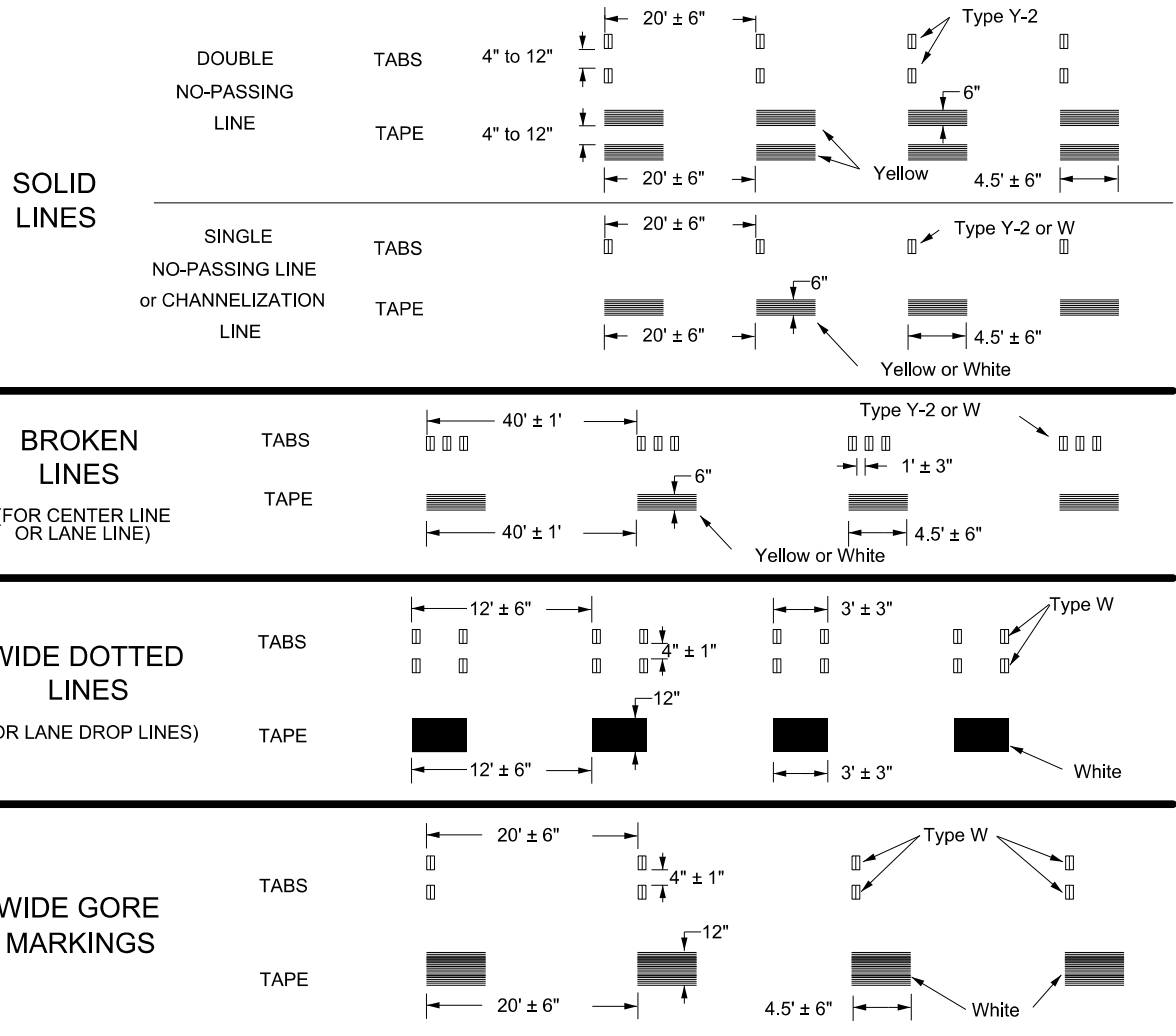 20' ± 6"
Type Y-2
DOUBLE
NO-PASSING
LINE
TABS
4" to 12"
6"
TAPE
4" to 12"
Yellow
20' ± 6"
4.5' ± 6"
SOLID
LINES
20' ± 6"
SINGLE
NO-PASSING LINE
or CHANNELIZATION
LINE
TABS
Type Y-2 or W
6"
TAPE
20' ± 6"
4.5' ± 6"
Yellow or White
BROKEN
LINES
(FOR CENTER LINE
OR LANE LINE)
TABS
40' ± 1'
Type Y-2 or W
1' ± 3"
TAPE
6"
40' ± 1'
4.5' ± 6"
Yellow or White
WIDE DOTTED
LINES
OR LANE DROP LINES)
TABS
12' ± 6"
3' ± 3"
Type W
4" ± 1"
12"
TAPE
12' ± 6"
3' ± 3"
White
WIDE GORE
MARKINGS
20' ± 6"
Type W
TABS
4" ± 1"
12"
TAPE
20' ± 6"
4.5' ± 6"
White